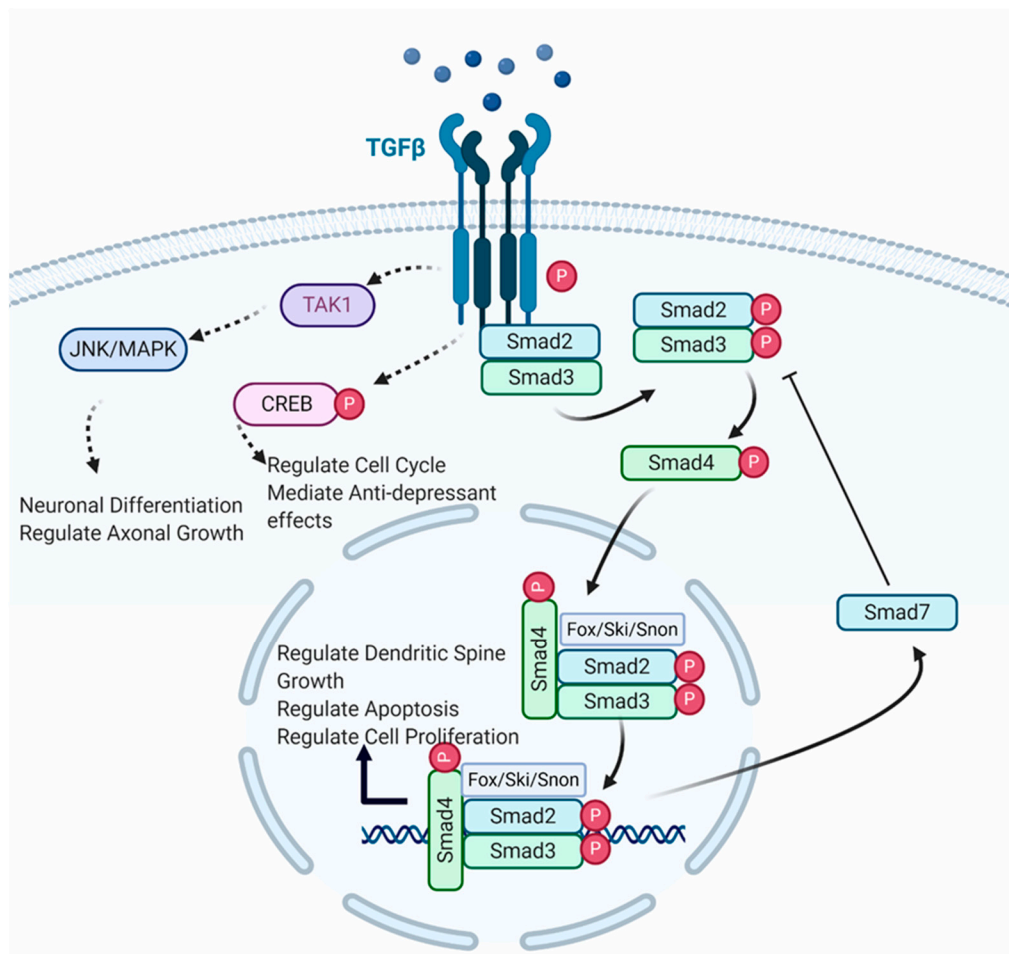 TGFβ
P
TAK1
JNK/MAPK
Smad2
Smad3
Smad2
P
Smad3
P
CREB
P
Smad4
P
Regulate Cell Cycle
Mediate Anti-depressant
effects
Neuronal Differentiation
Regulate Axonal Growth
P
Smad4
Fox/Ski/Snon
Smad2
P
Smad3
P
Smad7
Regulate Dendritic Spine
Growth
Regulate Apoptosis
Regulate Cell Proliferation
P
Smad4
Fox/Ski/Snon
Smad2
P
Smad3
P